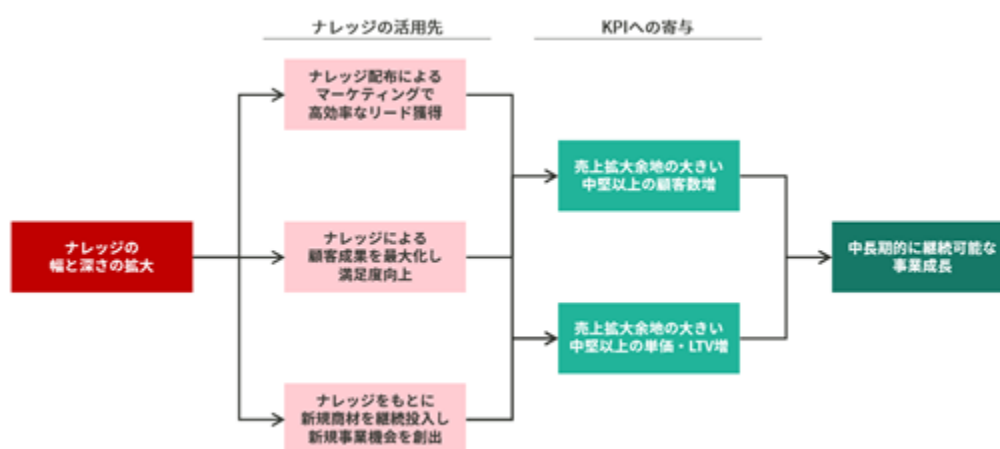 ナレッジの活用先
KPIへの寄与
ナレッジ配布による
マーケティングで
高効率なリード獲得
売上拡大余地の大きい
中堅以上の顧客数増
ナレッジの
幅と深さの拡大
ナレッジによる
顧客成果を最大化し
満足度向上
中長期的に継続可能な
事業成長
売上拡大余地の大きい
中堅以上の単価・LTV増
ナレッジをもとに
新規商材を継続投入し
新規事業機会を創出